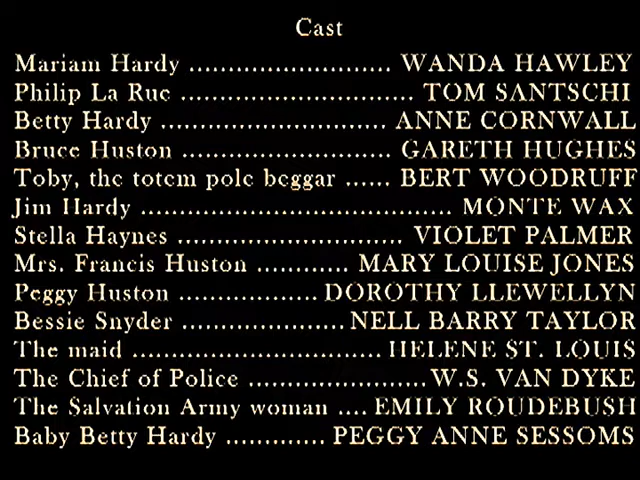 Cast
Mariam Hardy ......................... WANDA HAWLEY
Philip La Rue ............................. TOM SANTSCHI
Betty Hardy ............................ ANNE CORNWALL
Bruce Huston ........................... GARETH HUGHES
Toby, the totem pole beggar ...... BERT WOODRUFF
Jim Hardy ....................................... MONTE WAX
Stella Haynes ............................ VIOLET PALMER
Mrs. Francis Huston ............ MARY LOUISE JONES
Peggy Huston ................. DOROTHY LLEWELLYN
Bessie Snyder .................... NELL BARRY TAYLOR
The maid ............................... HELENE ST. LOUIS
The Chief of Police ......................W.S. VAN DYKE
The Salvation Army woman .... EMILY ROUDEBUSH
Baby Betty Hardy ............. PEGGY ANNE SESSOMS